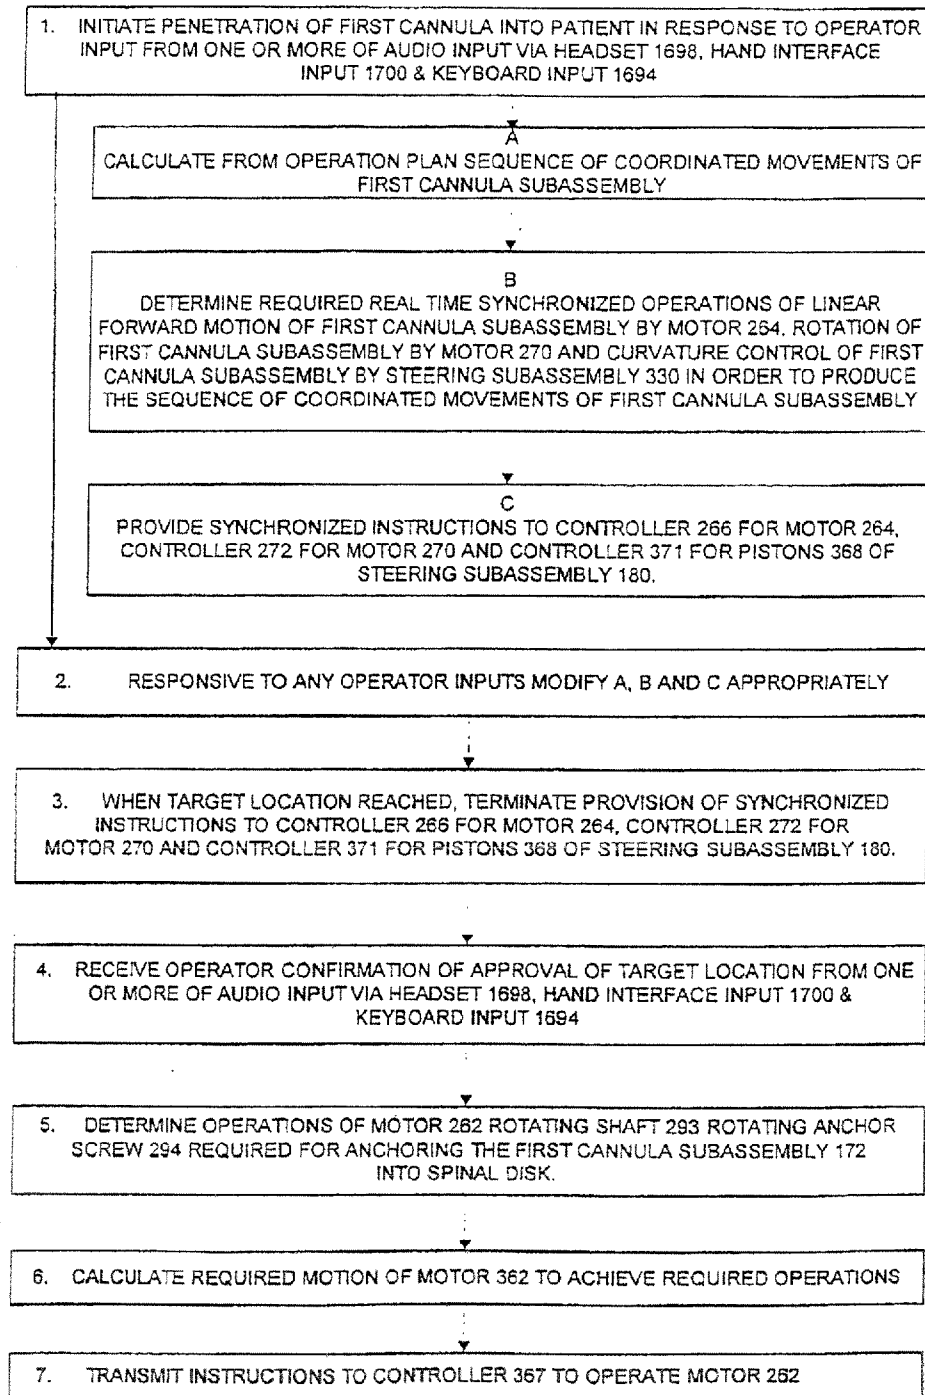 1. INITIATE PENETRATION OF FIRST CANNULA INTO PATIENT IN RESPONSE TO OPERATOR
INPUT FROM ONE OR MORE OF AUDIO INPUT VIA HEADSET 1698, HAND INTERFACE
INPUT 1700 & KEYBOARD INPUT 1694
A
CALCULATE FROM OPERATION PLAN SEQUENCE OF COORDINATED MOVEMENTS OF
FIRST CANNULA SUBASSEMBLY
B
DETERMINE REQUIRED REAL TIME SYNCHRONIZED OPERATIONS OF LINEAR
FORWARD MOTION OF FIRST CANNULA SUBASSEMBLY BY MOTOR 264, ROTATION OF
FIRST CANNULA SUBASSEMBLY BY MOTOR 270 AND CURVATURE CONTROL OF FIRST
CANNULA SUBASSEMBLY BY STEERING SUBASSEMBLY 330 IN ORDER TO PRODUCE
THE SEQUENCE OF COORDINATED MOVEMENTS OF FIRST CANNULA SUBASSEMBLY
C
PROVIDE SYNCHRONIZED INSTRUCTIONS TO CONTROLLER 266 FOR MOTOR 264,
CONTROLLER 272 FOR MOTOR 270 AND CONTROLLER 371 FOR PISTONS 368 OF
STEERING SUBASSEMBLY 180.
2. RESPONSIVE TO ANY OPERATOR INPUTS MODIFY A, B AND C APPROPRIATELY
3. WHEN TARGET LOCATION REACHED, TERMINATE PROVISION OF SYNCHRONIZED
INSTRUCTIONS TO CONTROLLER 266 FOR MOTOR 264, CONTROLLER 272 FOR
MOTOR 270 AND CONTROLLER 371 FOR PISTONS 368 OF STEERING SUBASSEMBLY 180.
4. RECEIVE OPERATOR CONFIRMATION OF APPROVAL OF TARGET LOCATION FROM ONE
OR MORE OF AUDIO INPUT VIA HEADSET 1698, HAND INTERFACE INPUT 1700 &
KEYBOARD INPUT 1694
5. DETERMINE OPERATIONS OF MOTOR 262 ROTATING SHAFT 293 ROTATING ANCHOR
SCREW 294 REQUIRED FOR ANCHORING THE FIRST CANNULA SUBASSEMBLY 172
INTO SPINAL DISK.
6. CALCULATE REQUIRED MOTION OF MOTOR 362 TO ACHIEVE REQUIRED OPERATIONS
7. TRANSMIT INSTRUCTIONS TO CONTROLLER 367 TO OPERATE MOTOR 262